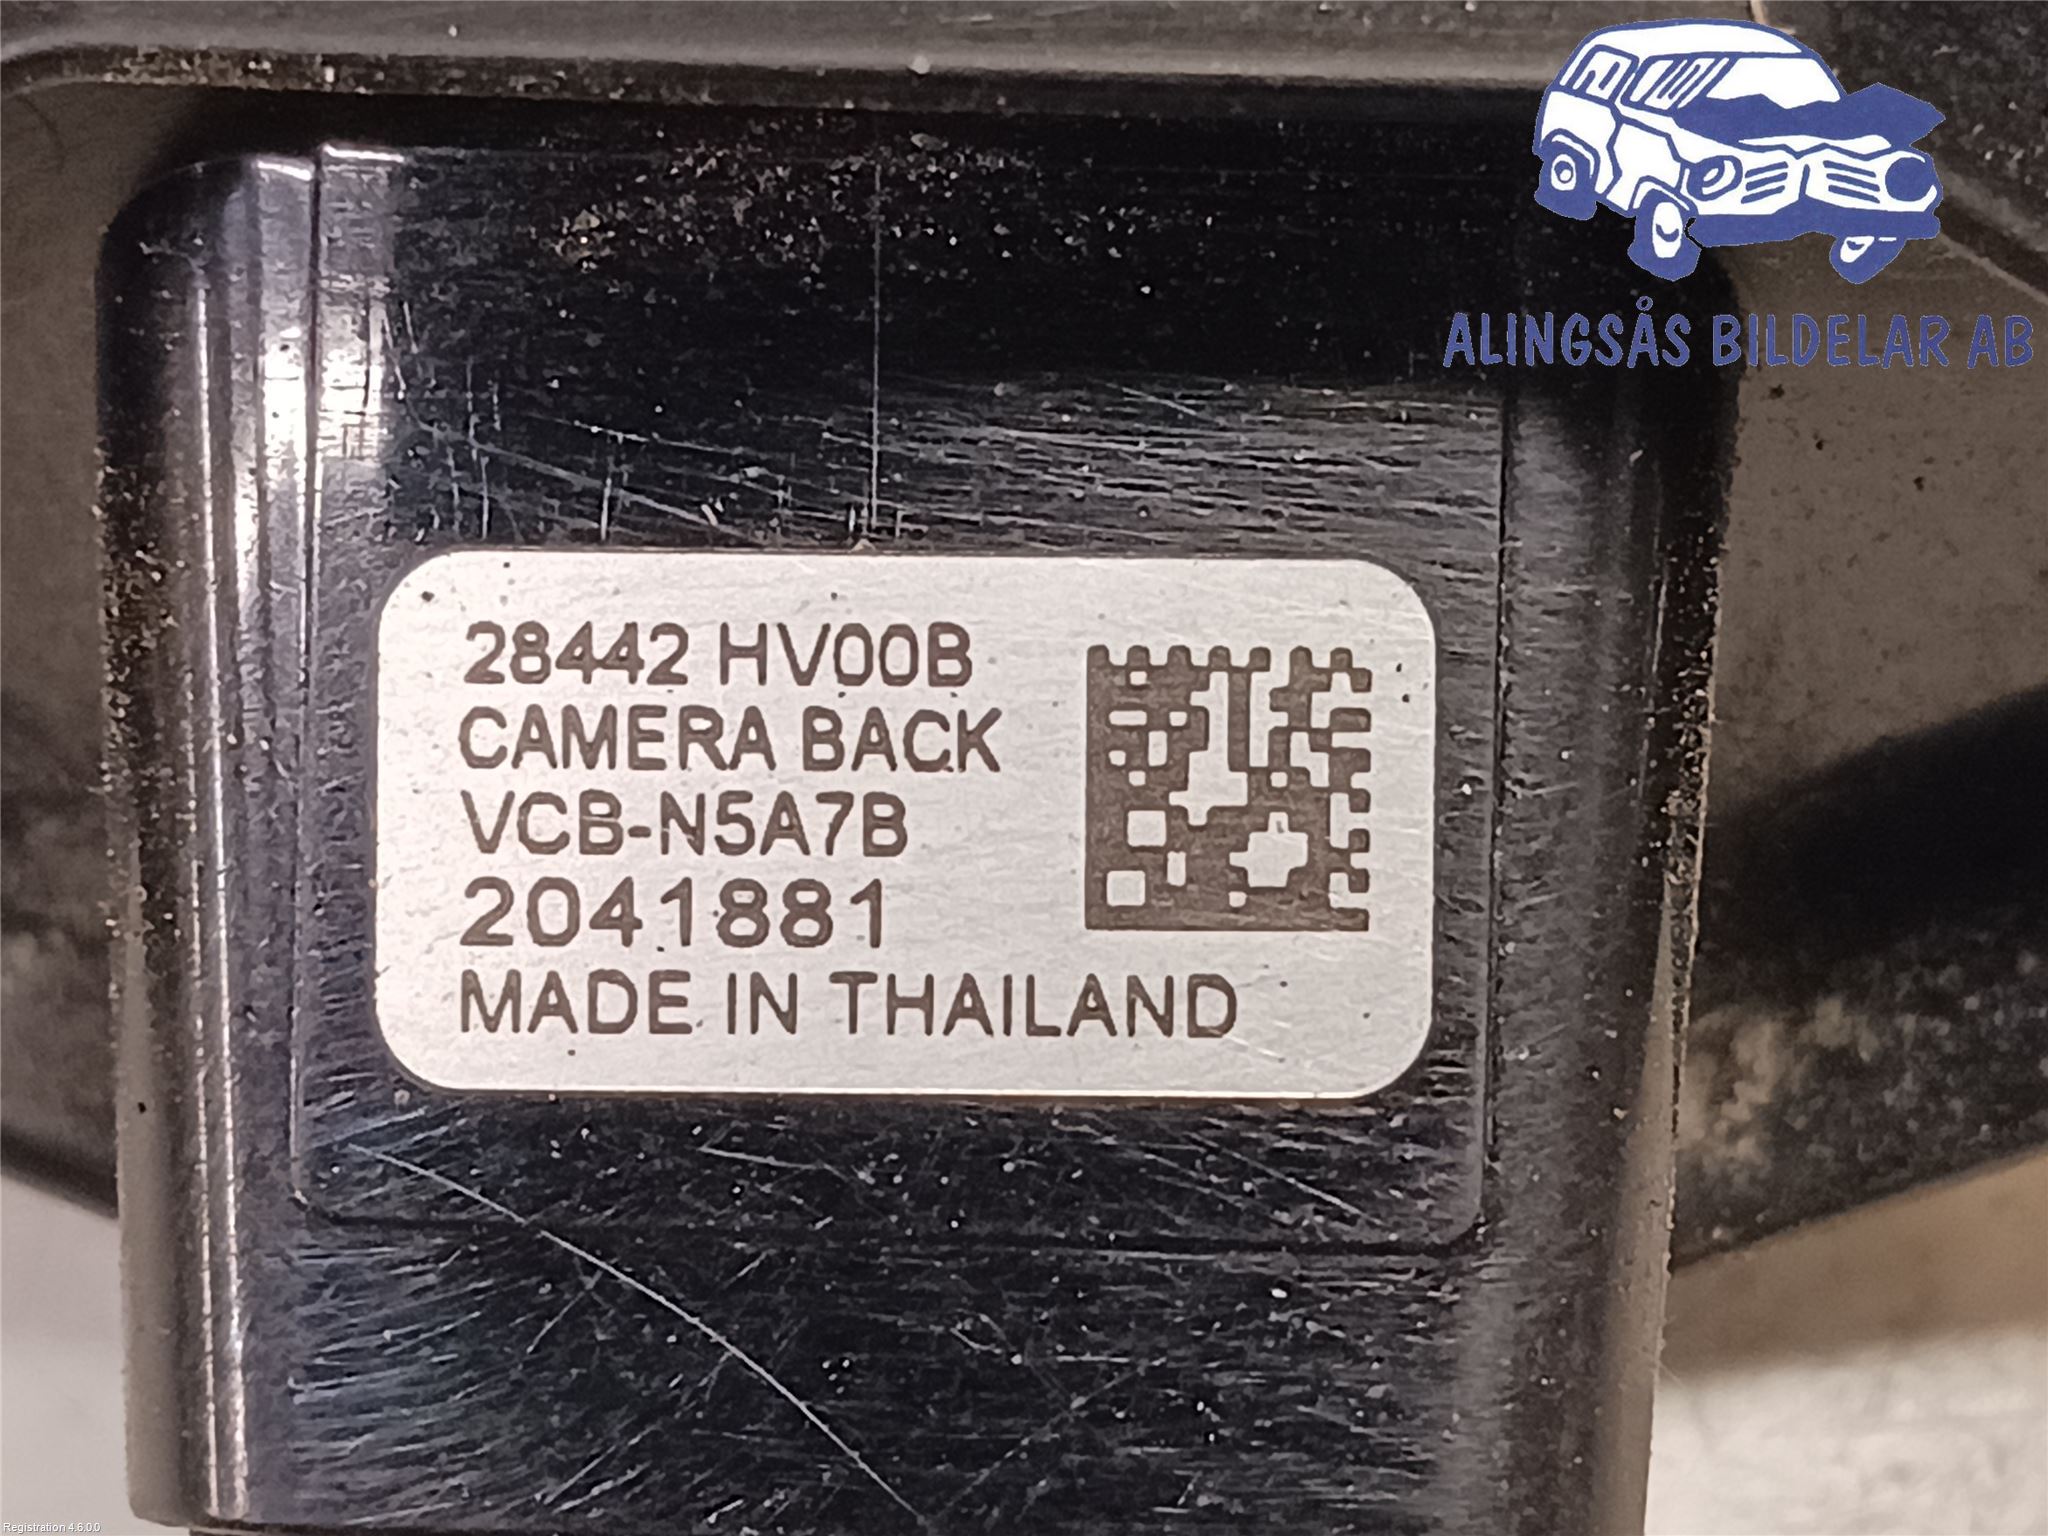 ALINGSÅS BILDELAR AB
28442 HV00B
CAMERA BACK
VCB-N5A7B
2041881
MADE IN THAILAND
Registration 4.6.0.0